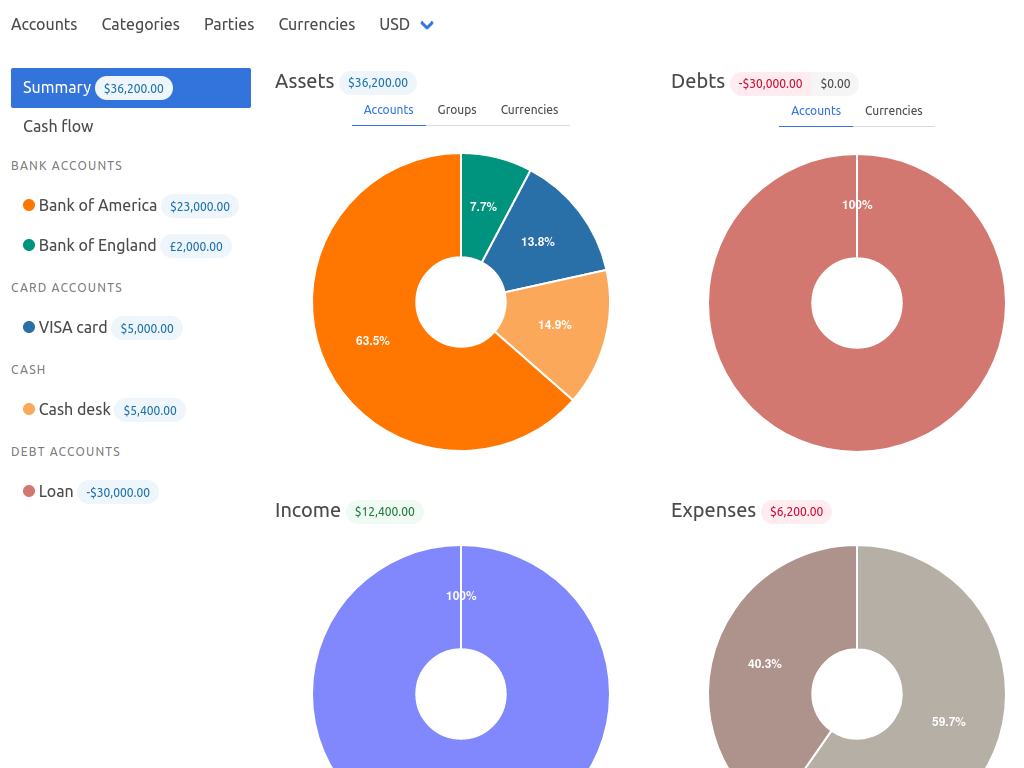 Accounts Categories Parties Currencies USD
Summary $36,200.00
Cash flow
BANK ACCOUNTS
Bank of America $23,000.00
Bank of England £2,000.00
CARD ACCOUNTS
VISA card $5,000.00
CASH
Cash desk $5,400.00
DEBT ACCOUNTS
Loan -$30,000.00
Assets $36,200.00
Accounts Groups Currencies
7.7%
13.8%
14.9%
63.5%
Debts -$30,000.00 $0.00
Accounts Currencies
100%
Income $12,400.00
100%
Expenses $6,200.00
40.3%
59.7%